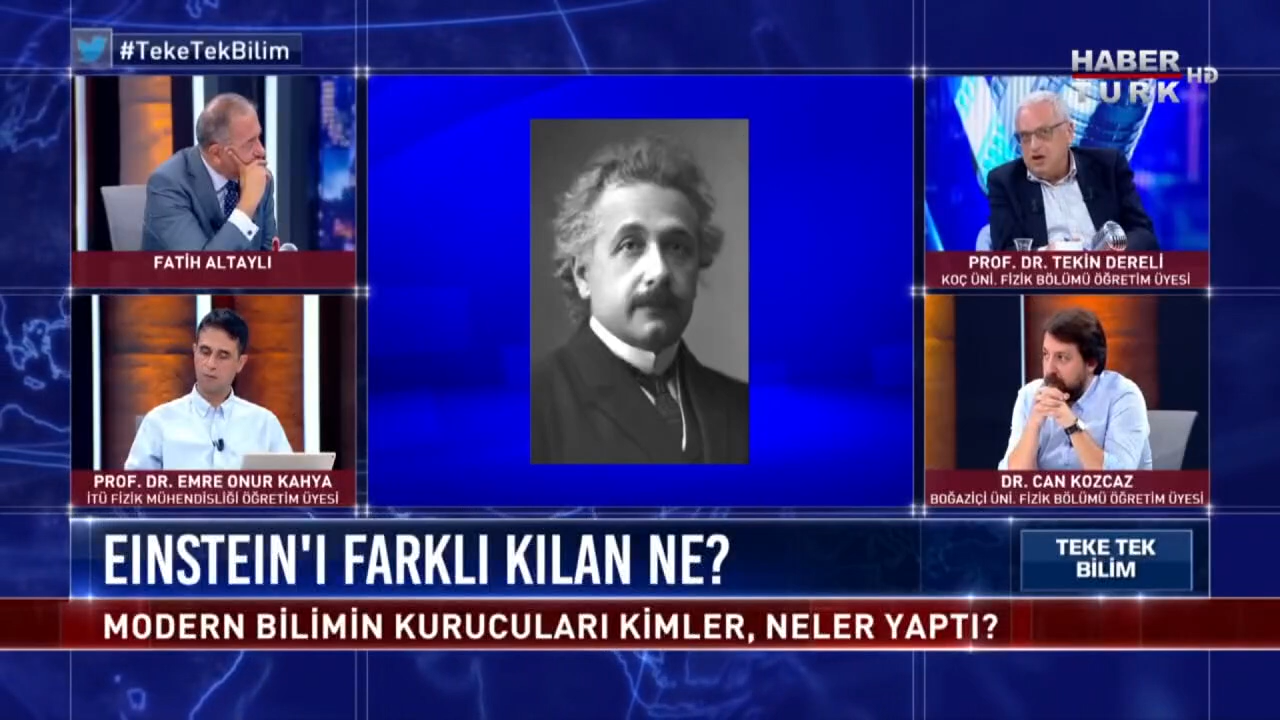 #TekeTekBilim
HABER
TURK HD
FATİH ALTAYLI
PROF. DR. TEKİN DERELİ
KOÇ ÜNİ. FİZİK BÖLÜMÜ ÖĞRETİM ÜYESİ
PROF. DR. EMRE ONUR KAHYA
İTÜ FİZİK MÜHENDİSLİĞİ ÖĞRETİM ÜYESİ
DR. CAN KOZCAZ
BOĞAZİÇİ ÜNİ. FİZİK BÖLÜMÜ ÖĞRETİM ÜYESİ
EINSTEIN'I FARKLI KILAN NE?
TEKE TEK
BİLİM
MODERN BİLİMİN KURUCULARI KİMLER, NELER YAPTI?